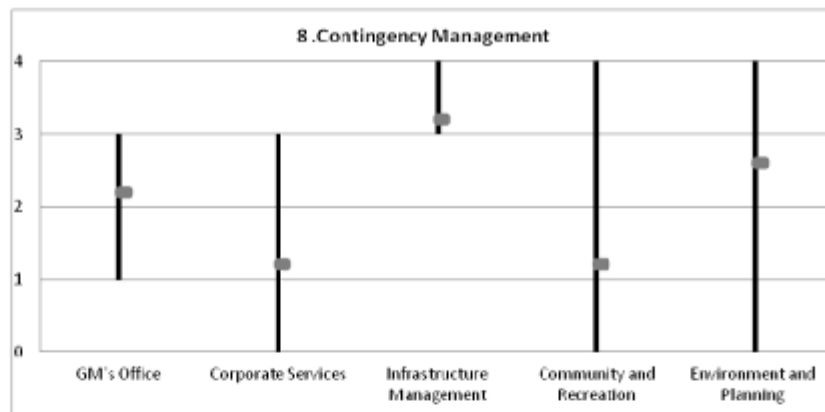 8 .Contingency Management
4
3
2
1
0
GM's Office
Corporate Services
Infrastructure
Management
Community and
Recreation
Environment and
Planning